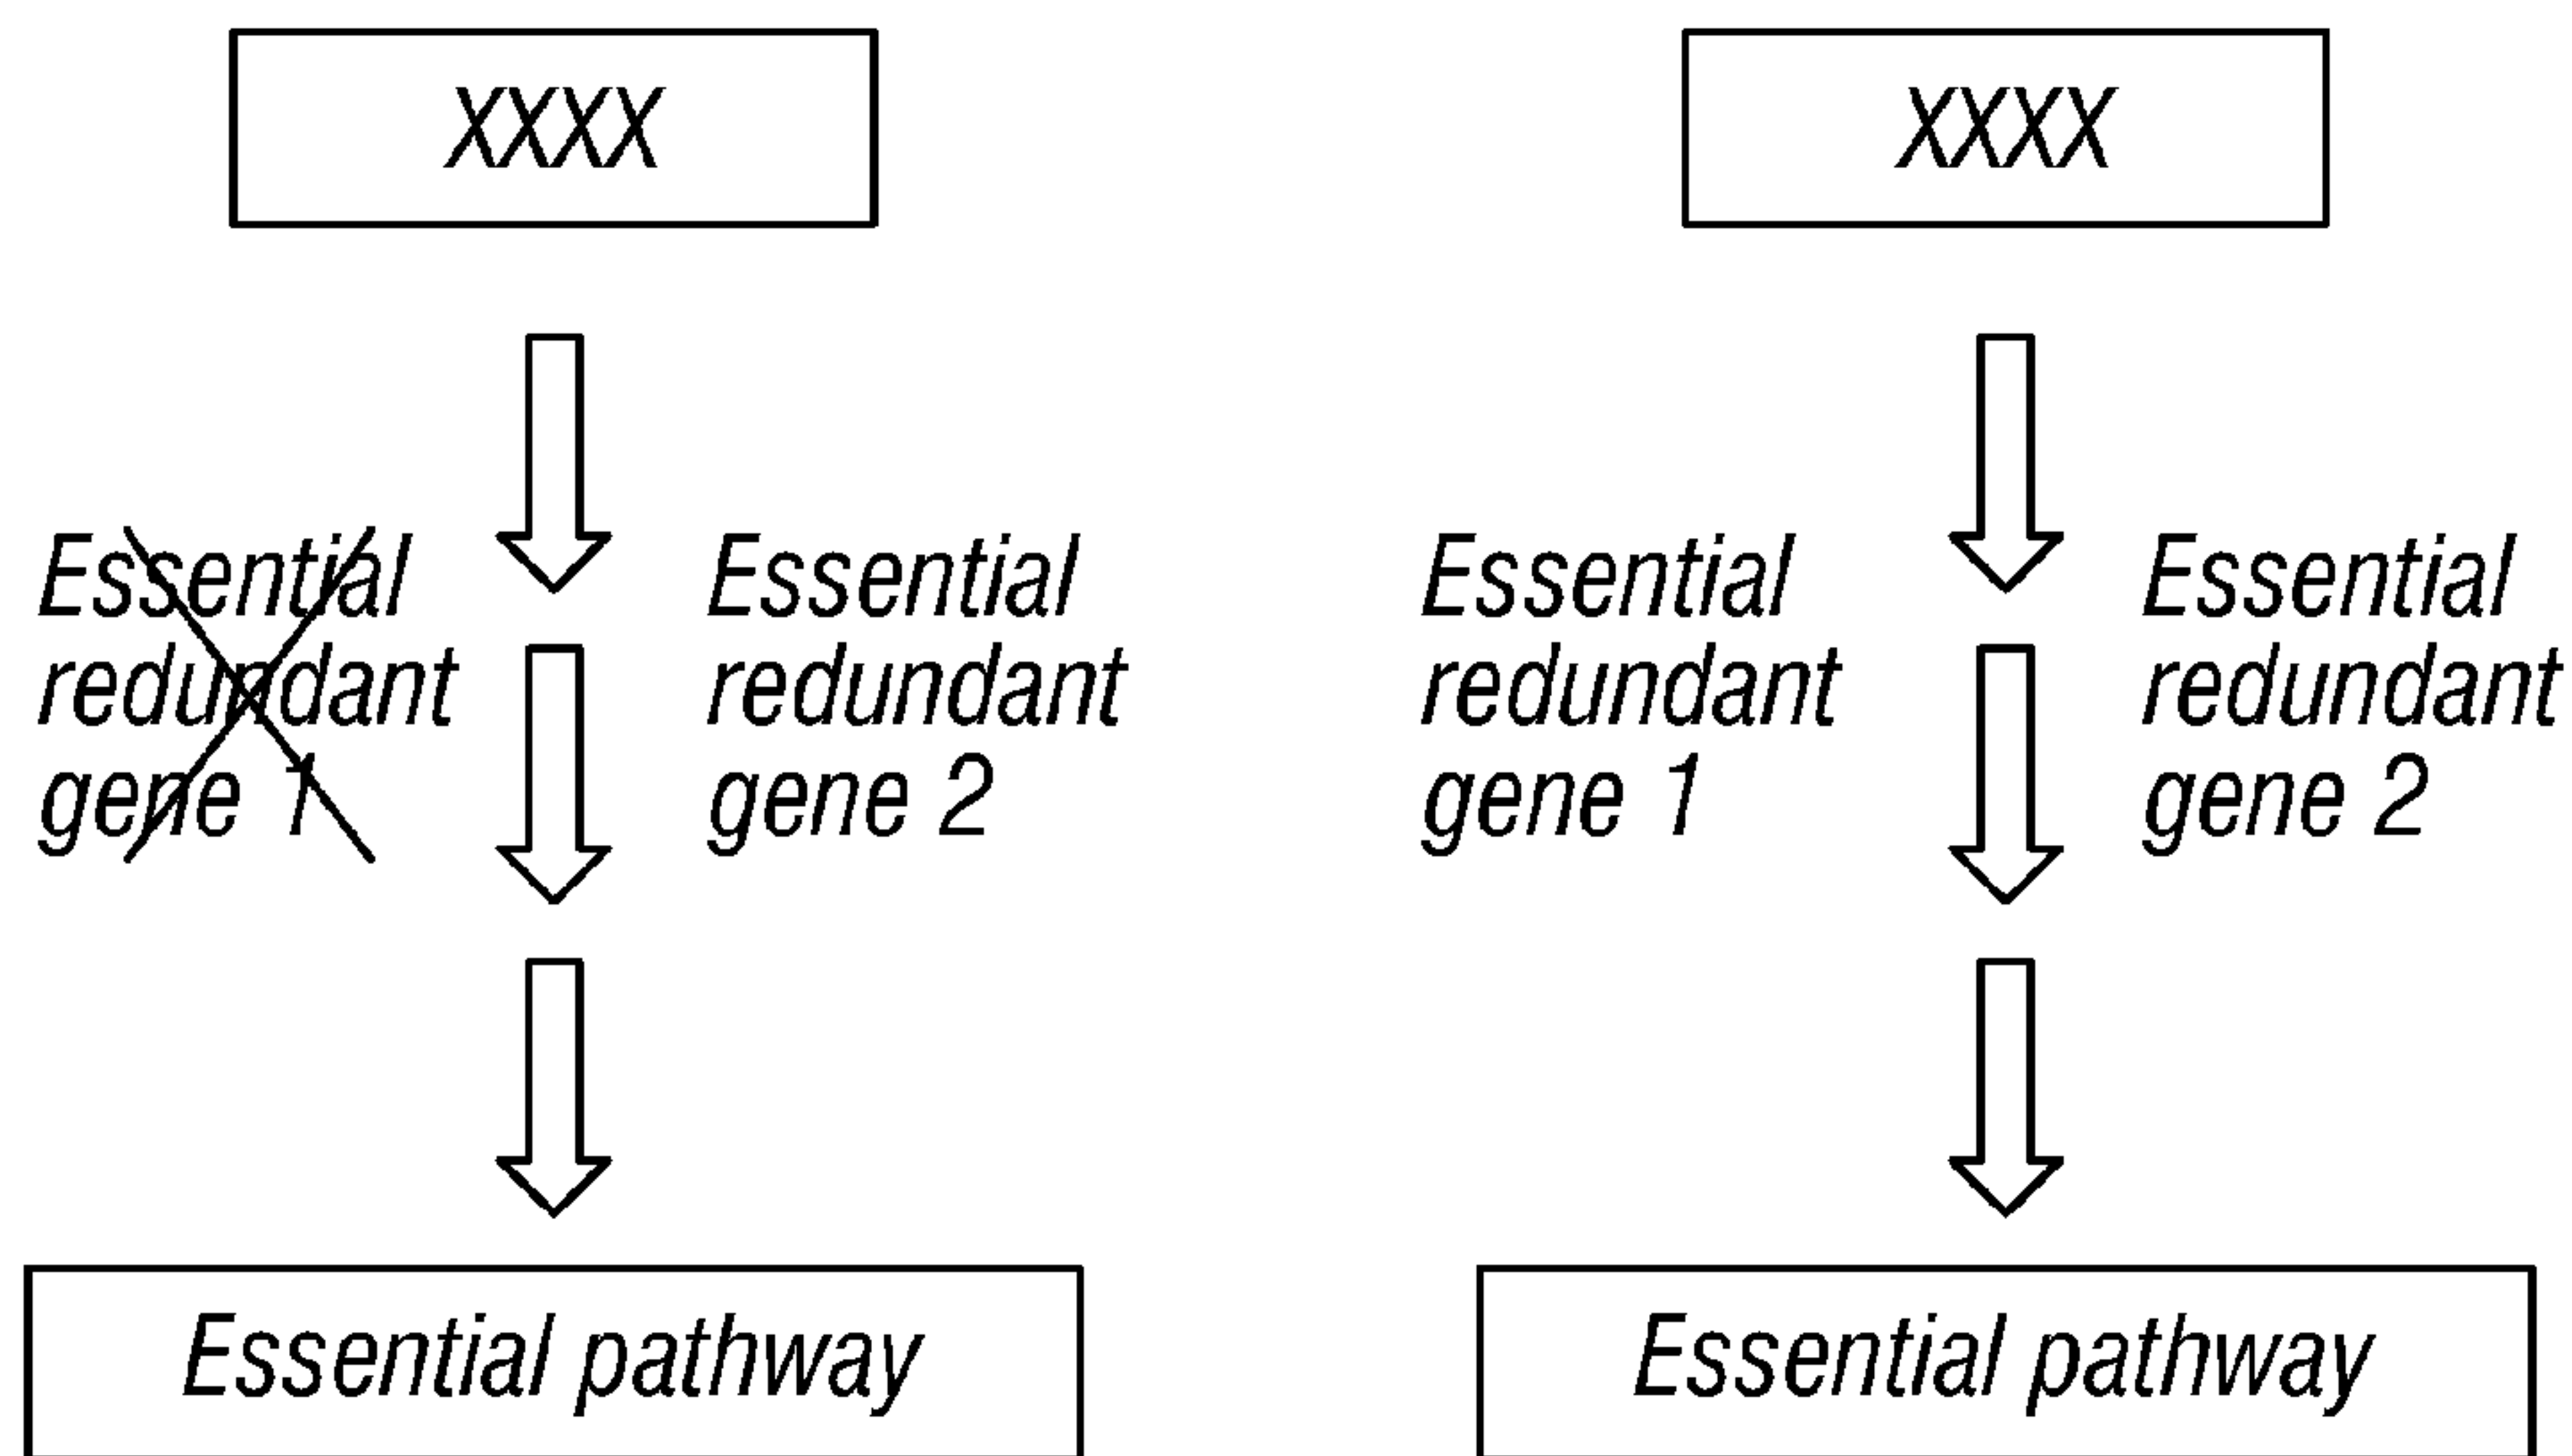 XXXX
Essential
redundant
gene 1
Essential
redundant
gene 2
Essential pathway
XXXX
Essential
redundant
gene 1
Essential
redundant
gene 2
Essential pathway